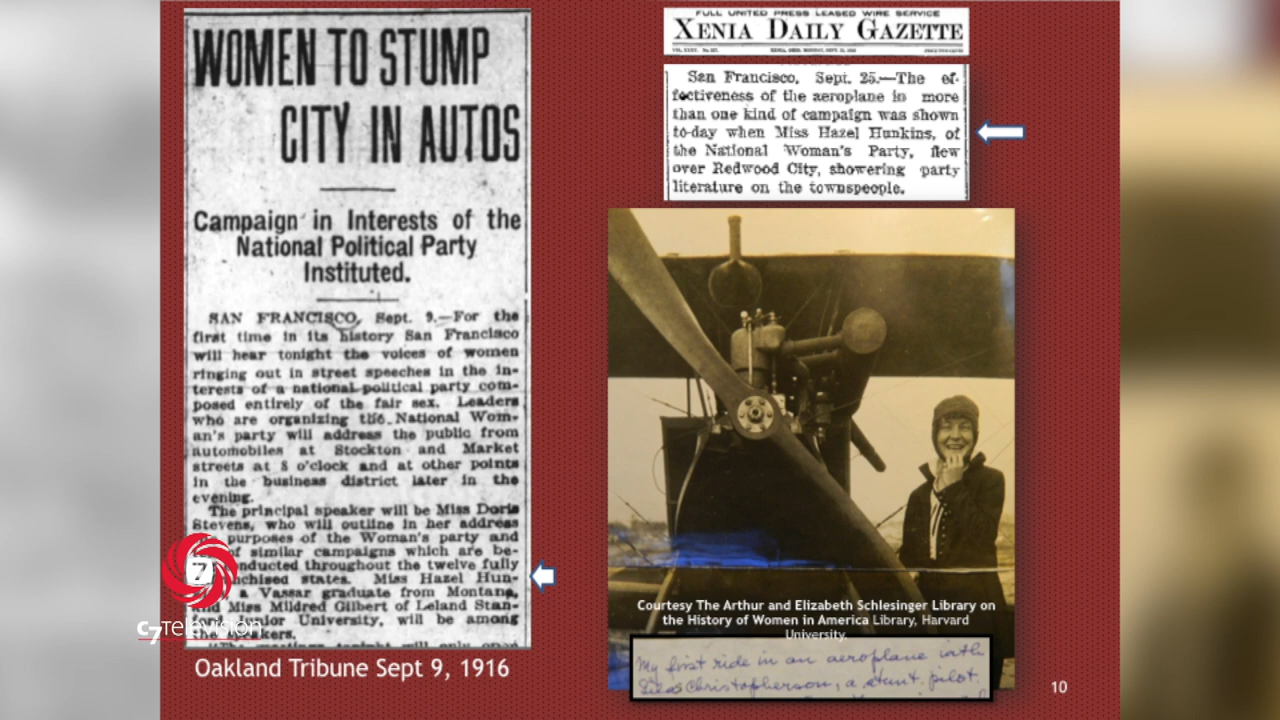 WOMEN TO STUMP
CITY IN AUTOS
Campaign in Interests of the
National Political Party
Instituted.
SAN FRANCISCO, Sept. 9.—For the
first time in its history San Francisco
will hear tonight the voices of women
ringing out in street speeches in the in-
terests of a national political party com-
posed entirely of the fair sex. Leaders
who are organizing the National Wom-
an's party will address the public from
automobiles at Stockton and Market
streets at 8 o'clock and at other points
in the business district later in the
evening.
The principal speaker will be Miss Doris
Stevens, who will outline in her address
purposes of the Woman's party and
of similar campaigns which are be-
nducted throughout the twelve fully
nchised states. Miss Hazel Hun-
a Vassar graduate from Montana,
and Miss Mildred Gilbert of Leland Stan-
University, will be among
the speakers.
Oakland Tribune Sept 9, 1916
7
C7Television
FULL UNITED PRESS LEASED WIRE SERVICE
XENIA DAILY GAZETTE
San Francisco, Sept. 25.—The ef-
fectiveness of the aeroplane in more
than one kind of campaign was shown
to-day when Miss Hazel Hunkins, of
the National Woman's Party, flew
over Redwood City, showering party
literature on the townspeople.
Courtesy The Arthur and Elizabeth Schlesinger Library on
the History of Women in America Library, Harvard
University.
My first ride in an aeroplane with
Silas Christopherson, a stunt pilot.
10